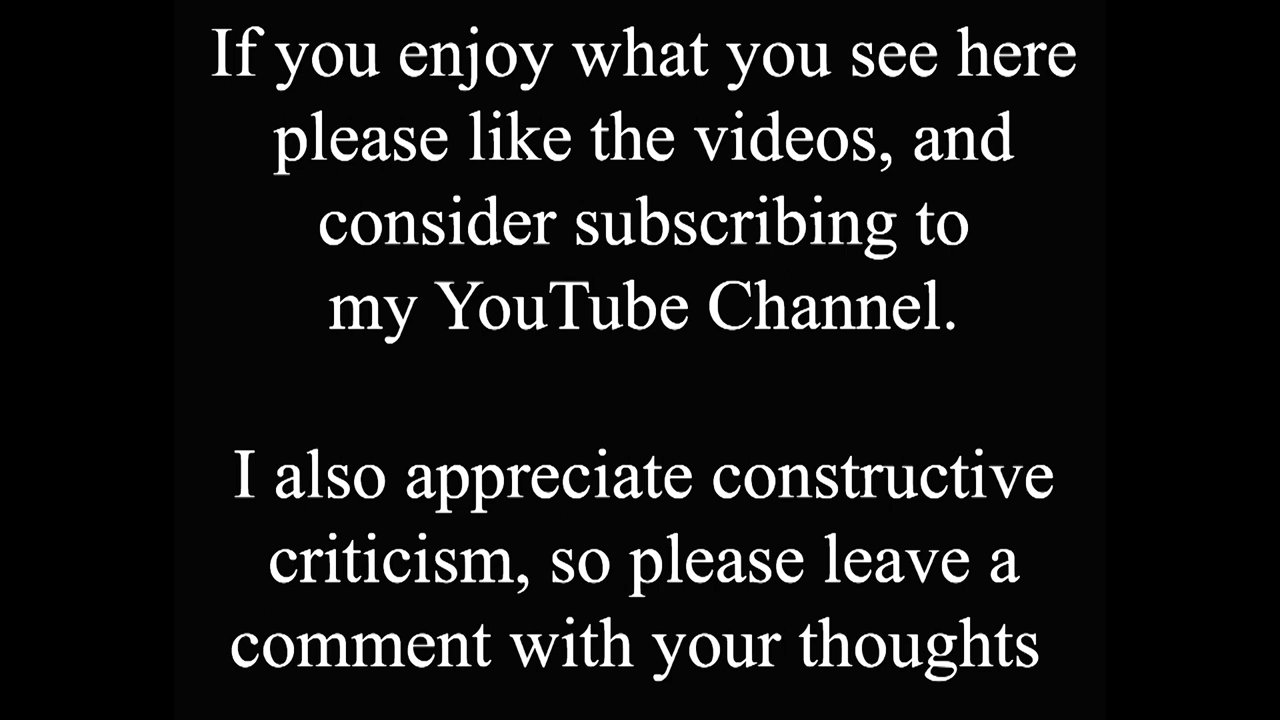 If you enjoy what you see here
please like the videos, and
consider subscribing to
my YouTube Channel.
I also appreciate constructive
criticism, so please leave a
comment with your thoughts